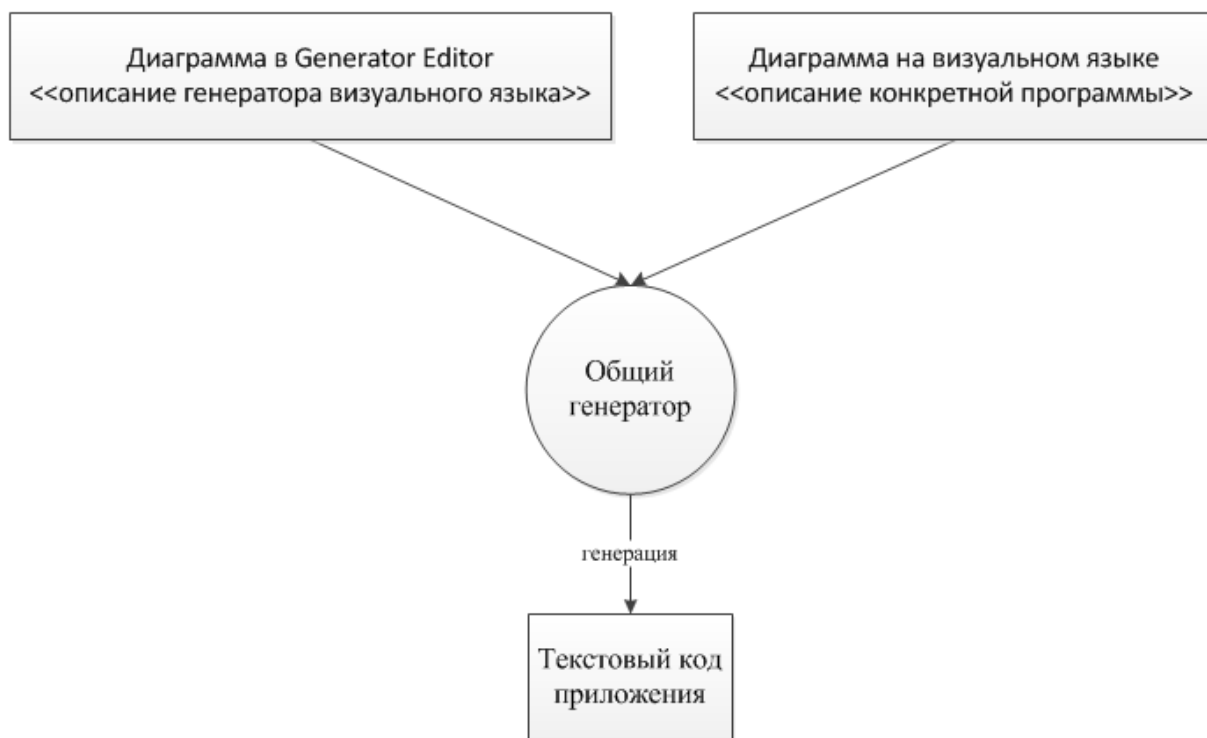 Диаграмма в Generator Editor
<<описание генератора визуального языка>>
Диаграмма на визуальном языке
<<описание конкретной программы>>
Общий
генератор
генерация
Текстовый код
приложения